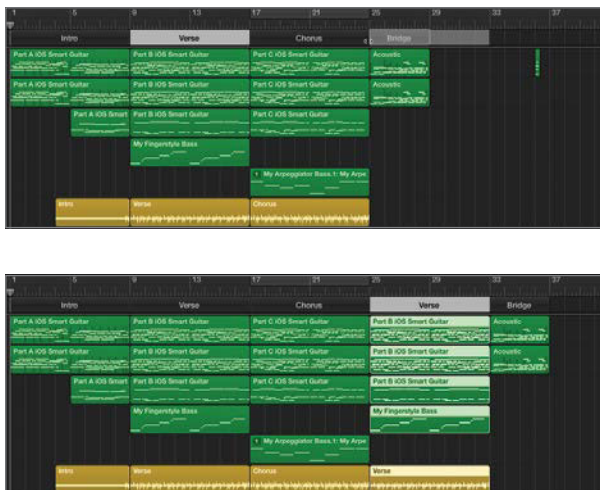 1 5 9 13 17 21 25 29 33 37
Intro Verse Chorus Bridge
Part A iOS Smart Guitar Part B iOS Smart Guitar Part C iOS Smart Guitar Acoustic
Part A iOS Smart Guitar Part B iOS Smart Guitar Part C iOS Smart Guitar Acoustic
Part A iOS Smart Part B iOS Smart Guitar Part C iOS Smart Guitar
My Fingerstyle Bass
1 My Arpeggiator Bass.1: My Arpe
Intro Verse Chorus
1 5 9 13 17 21 25 29 33 37
Intro Verse Chorus Verse Bridge
Part A iOS Smart Guitar Part B iOS Smart Guitar Part C iOS Smart Guitar Part B iOS Smart Guitar Acoustic
Part A iOS Smart Guitar Part B iOS Smart Guitar Part C iOS Smart Guitar Part B iOS Smart Guitar Acoustic
Part A iOS Smart Part B iOS Smart Guitar Part C iOS Smart Guitar Part B iOS Smart Guitar
My Fingerstyle Bass My Fingerstyle Bass
1 My Arpeggiator Bass.1: My Arpe
Intro Verse Chorus Verse